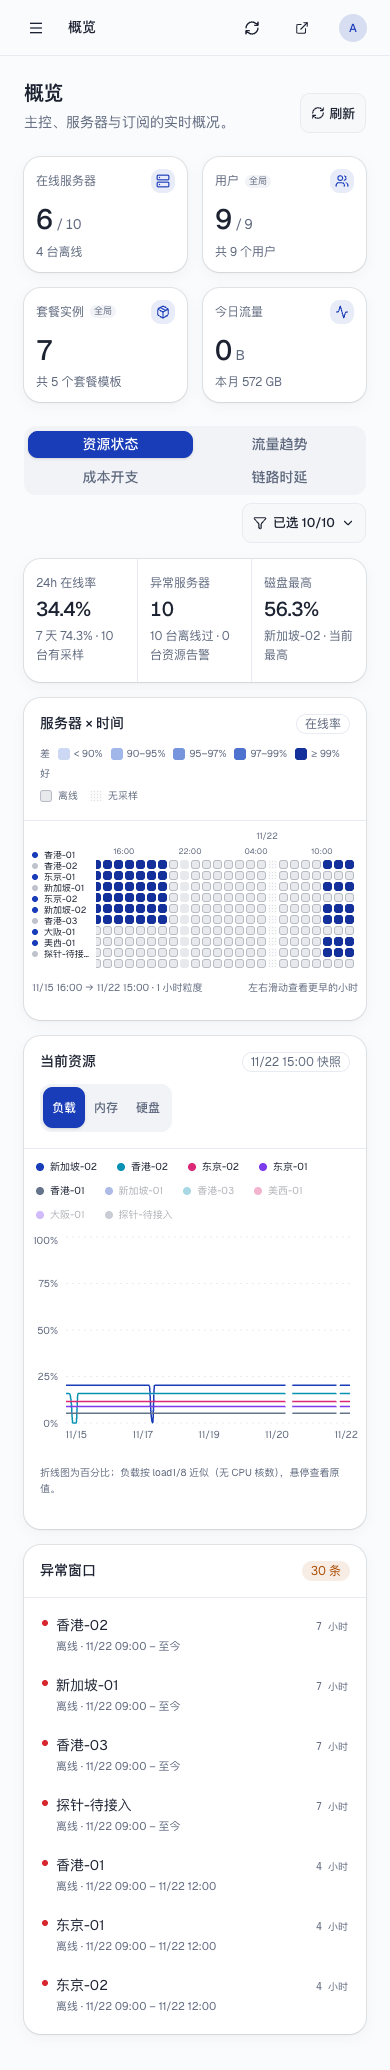 概览
A
概览
主控、服务器与订阅的实时概况。
刷新
在线服务器
6 / 10
4 台离线
用户 全局
9 / 9
共 9 个用户
套餐实例 全局
7
共 5 个套餐模板
今日流量
0 B
本月 572 GB
资源状态
流量趋势
成本开支
链路时延
已选 10/10
24h 在线率
34.4%
7 天 74.3% · 10
台有采样
异常服务器
10
10 台离线过 · 0
台资源告警
磁盘最高
56.3%
新加坡-02 · 当前
最高
服务器 × 时间
在线率
差 < 90% 90–95% 95–97% 97–99% ≥ 99%
好
离线 无采样
11/22
16:00 22:00 04:00 10:00
香港-01
香港-02
东京-01
新加坡-01
东京-02
新加坡-02
香港-03
大阪-01
美西-01
探针-待接...
11/15 16:00 → 11/22 15:00 · 1 小时粒度
左右滑动查看更早的小时
当前资源
11/22 15:00 快照
负载 内存 硬盘
新加坡-02 香港-02 东京-02 东京-01
香港-01 新加坡-01 香港-03 美西-01
大阪-01 探针-待接入
100%
75%
50%
25%
0%
11/15 11/17 11/19 11/20 11/22
折线图为百分比；负载按 load1/8 近似（无 CPU 核数），悬停查看原
值。
异常窗口
30 条
香港-02
7 小时
离线 · 11/22 09:00 – 至今
新加坡-01
7 小时
离线 · 11/22 09:00 – 至今
香港-03
7 小时
离线 · 11/22 09:00 – 至今
探针-待接入
7 小时
离线 · 11/22 09:00 – 至今
香港-01
4 小时
离线 · 11/22 09:00 – 11/22 12:00
东京-01
4 小时
离线 · 11/22 09:00 – 11/22 12:00
东京-02
4 小时
离线 · 11/22 09:00 – 11/22 12:00